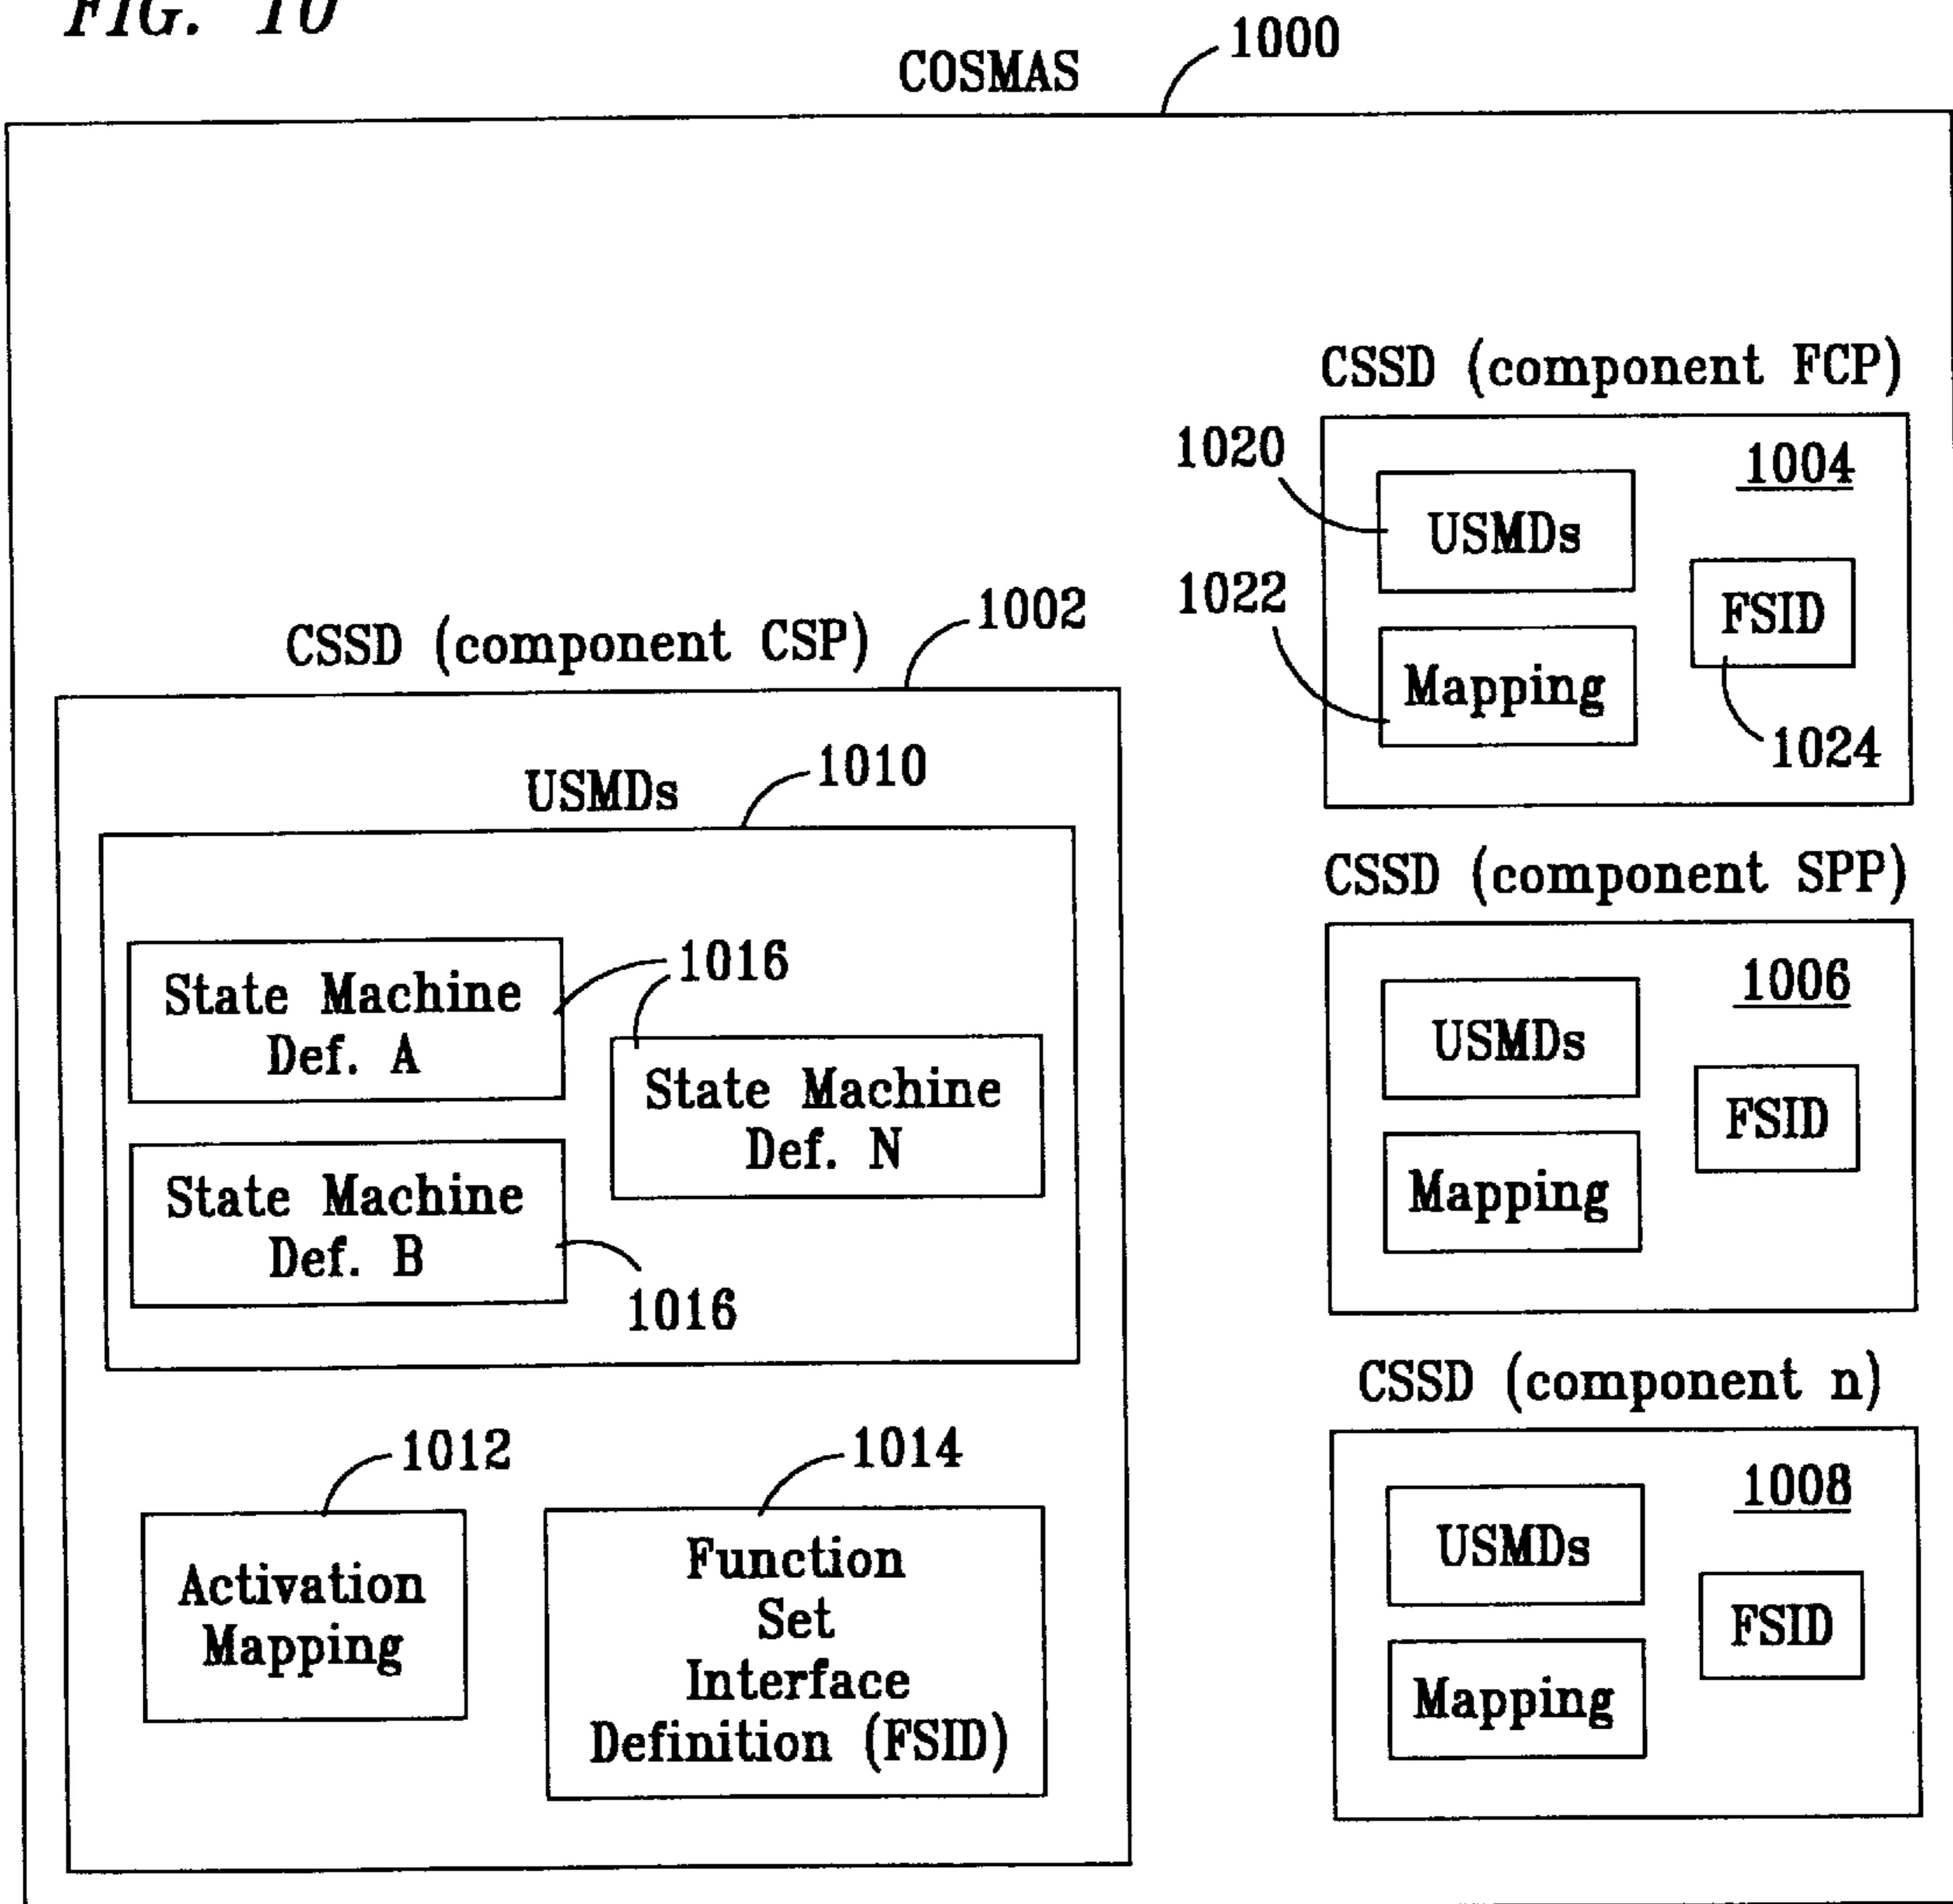 FIG. 10
COSMAS
1000
CSSD (component CSP)
1002
USMDs
1010
State Machine
Def. A
1016
State Machine
Def. N
State Machine
Def. B
1016
1012
Activation
Mapping
1014
Function
Set
Interface
Definition (FSID)
CSSD (component FCP)
1004
1020
USMDs
1022
Mapping
FSID
1024
CSSD (component SPP)
1006
USMDs
FSID
Mapping
CSSD (component n)
1008
USMDs
FSID
Mapping